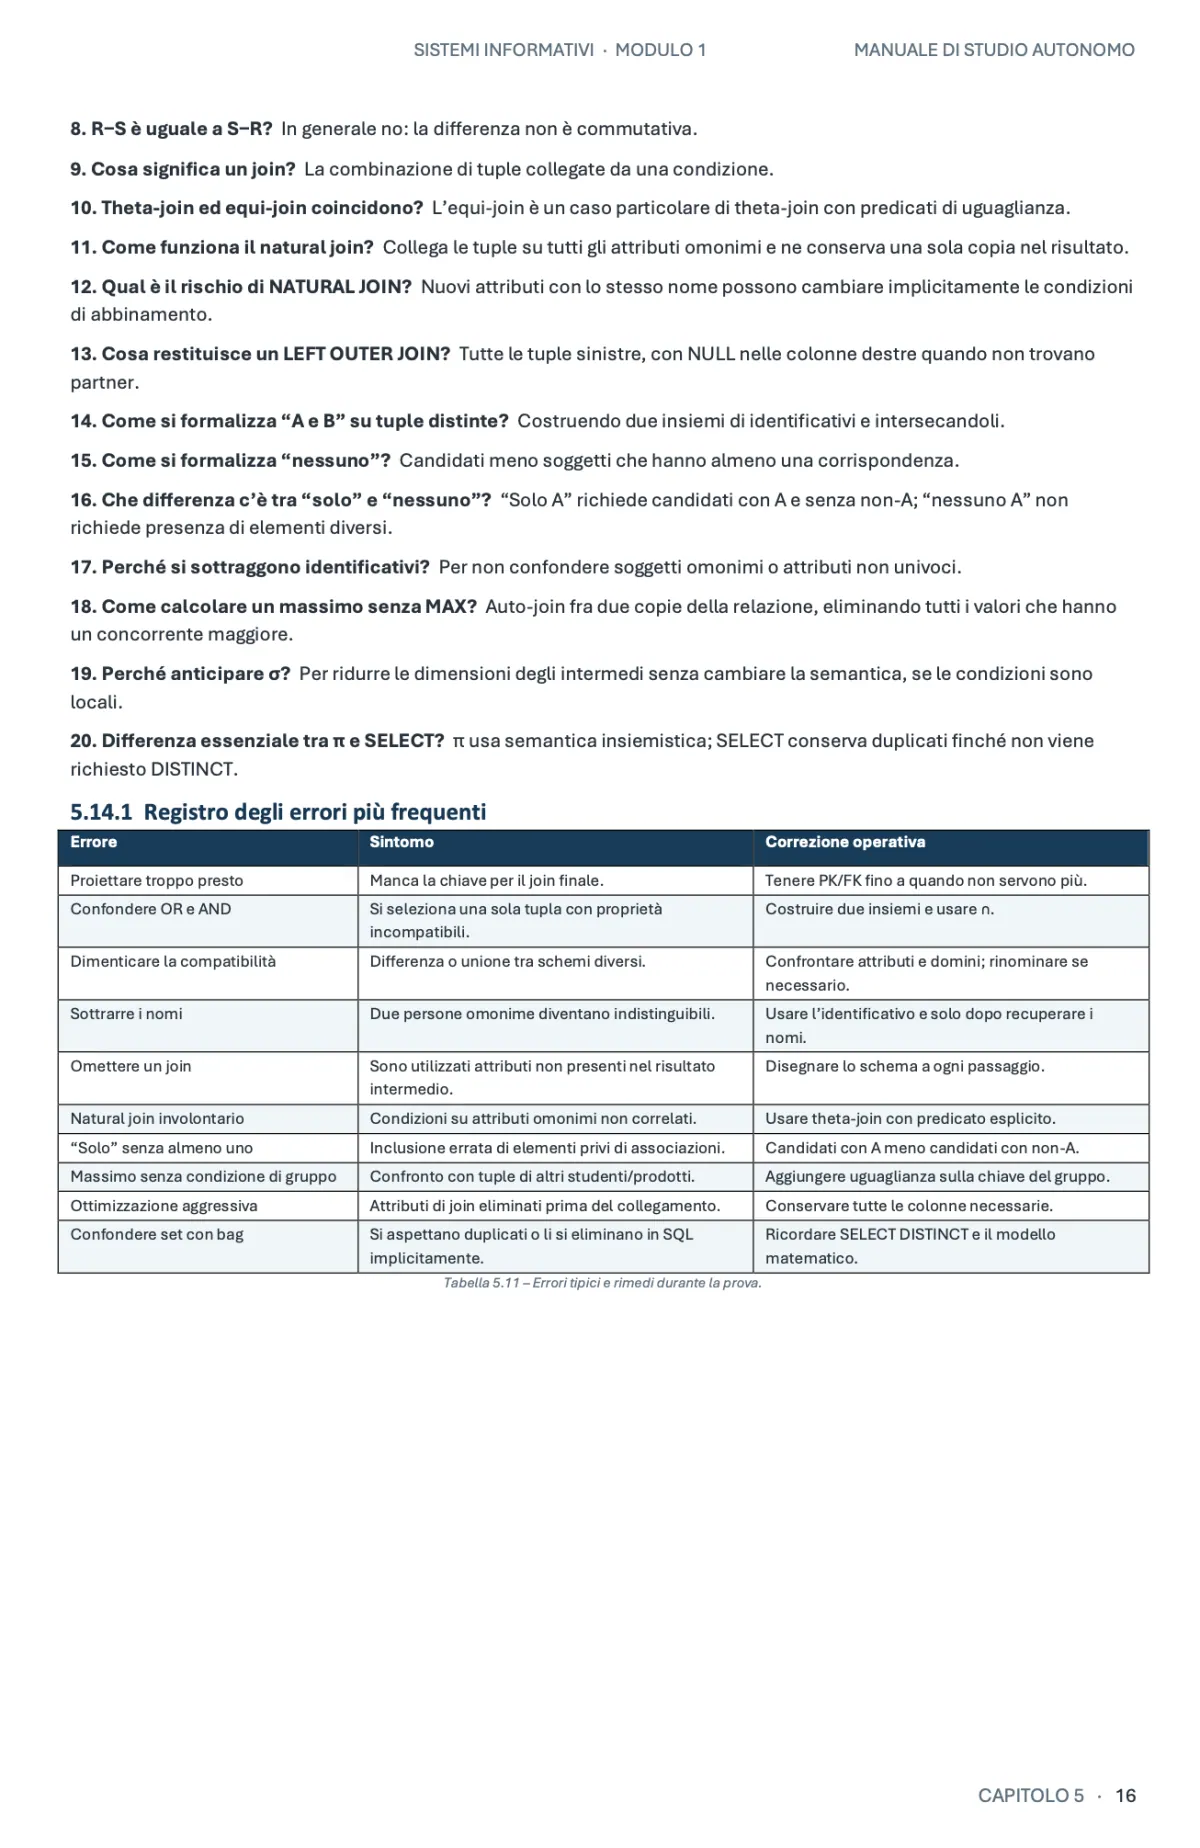 SISTEMI INFORMATIVI · MODULO 1 MANUALE DI STUDIO AUTONOMO
8. R−S è uguale a S−R? In generale no: la differenza non è commutativa.
9. Cosa significa un join? La combinazione di tuple collegate da una condizione.
10. Theta-join ed equi-join coincidono? L’equi-join è un caso particolare di theta-join con predicati di uguaglianza.
11. Come funziona il natural join? Collega le tuple su tutti gli attributi omonimi e ne conserva una sola copia nel risultato.
12. Qual è il rischio di NATURAL JOIN? Nuovi attributi con lo stesso nome possono cambiare implicitamente le condizioni
di abbinamento.
13. Cosa restituisce un LEFT OUTER JOIN? Tutte le tuple sinistre, con NULL nelle colonne destre quando non trovano
partner.
14. Come si formalizza “A e B” su tuple distinte? Costruendo due insiemi di identificativi e intersecandoli.
15. Come si formalizza “nessuno”? Candidati meno soggetti che hanno almeno una corrispondenza.
16. Che differenza c’è tra “solo” e “nessuno”? “Solo A” richiede candidati con A e senza non-A; “nessuno A” non
richiede presenza di elementi diversi.
17. Perché si sottraggono identificativi? Per non confondere soggetti omonimi o attributi non univoci.
18. Come calcolare un massimo senza MAX? Auto-join fra due copie della relazione, eliminando tutti i valori che hanno
un concorrente maggiore.
19. Perché anticipare σ? Per ridurre le dimensioni degli intermedi senza cambiare la semantica, se le condizioni sono
locali.
20. Differenza essenziale tra π e SELECT? π usa semantica insiemistica; SELECT conserva duplicati finché non viene
richiesto DISTINCT.
5.14.1 Registro degli errori più frequenti
Errore Sintomo Correzione operativa
Proiettare troppo presto Manca la chiave per il join finale. Tenere PK/FK fino a quando non servono più.
Confondere OR e AND Si seleziona una sola tupla con proprietà Costruire due insiemi e usare ∩.
incompatibili.
Dimenticare la compatibilità Differenza o unione tra schemi diversi. Confrontare attributi e domini; rinominare se
necessario.
Sottrarre i nomi Due persone omonime diventano indistinguibili. Usare l’identificativo e solo dopo recuperare i
nomi.
Omettere un join Sono utilizzati attributi non presenti nel risultato Disegnare lo schema a ogni passaggio.
intermedio.
Natural join involontario Condizioni su attributi omonimi non correlati. Usare theta-join con predicato esplicito.
“Solo” senza almeno uno Inclusione errata di elementi privi di associazioni. Candidati con A meno candidati con non-A.
Massimo senza condizione di gruppo Confronto con tuple di altri studenti/prodotti. Aggiungere uguaglianza sulla chiave del gruppo.
Ottimizzazione aggressiva Attributi di join eliminati prima del collegamento. Conservare tutte le colonne necessarie.
Confondere set con bag Si aspettano duplicati o li si eliminano in SQL Ricordare SELECT DISTINCT e il modello
implicitamente. matematico.
Tabella 5.11 – Errori tipici e rimedi durante la prova.
CAPITOLO 5 · 16